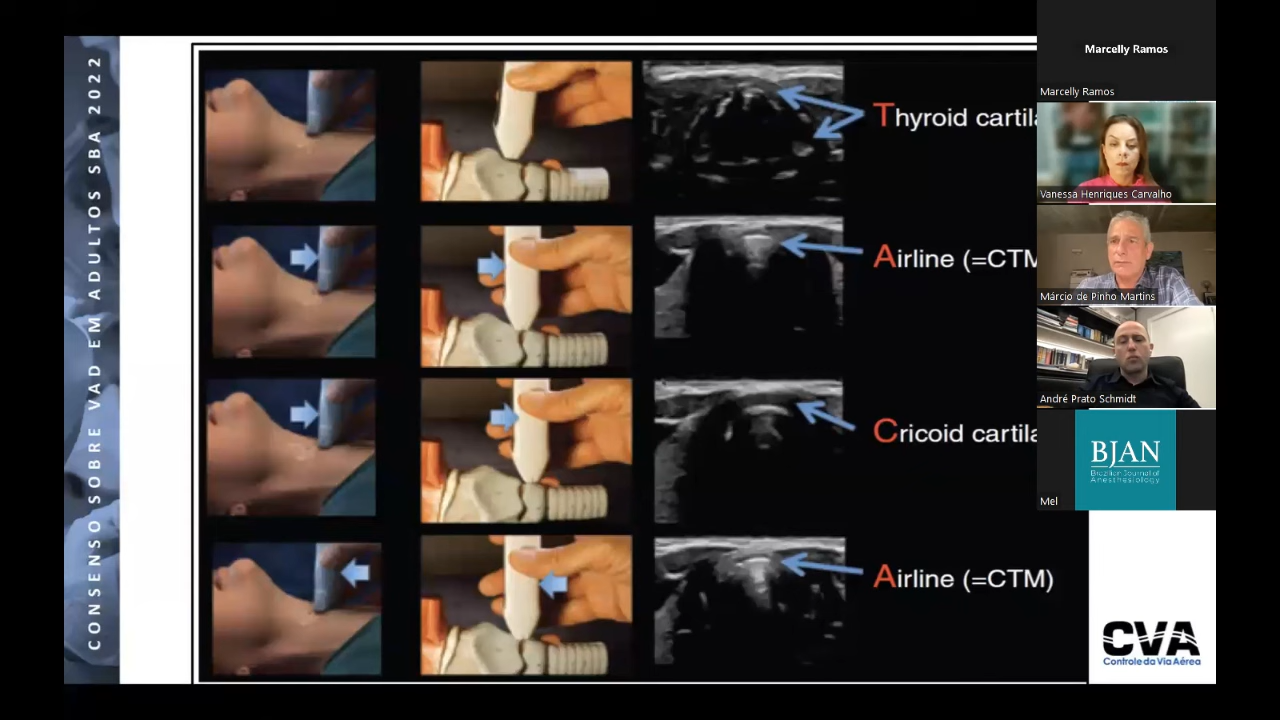 CONSENSO SOBRE VAD EM ADULTOS SBA 2022
Thyroid cartila
Airline (=CTM
Cricoid cartila
Airline (=CTM)
Marcelly Ramos
Marcelly Ramos
Vanessa Henriques Carvalho
Márcio de Pinho Martins
André Prato Schmidt
BJAN
Brazilian Journal of
Anesthesiology
Mel
CVA
Controle da Via Aérea